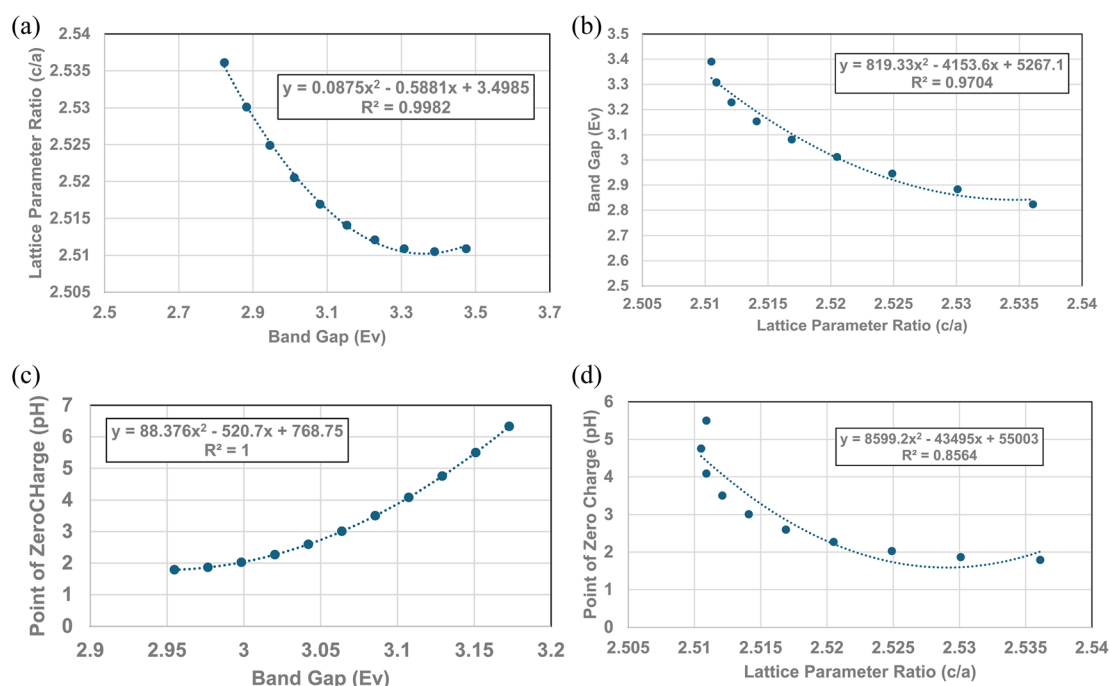 (a)
2.54
2.535
2.53
2.525
2.52
2.515
2.51
2.505
Lattice Parameter Ratio (c/a)
y = 0.0875x² - 0.5881x + 3.4985
R² = 0.9982
2.5 2.7 2.9 3.1 3.3 3.5 3.7
Band Gap (Ev)
(b)
3.5
3.4
3.3
3.2
3.1
3
2.9
2.8
2.7
2.6
2.5
Band Gap (Ev)
y = 819.33x² - 4153.6x + 5267.1
R² = 0.9704
2.505 2.51 2.515 2.52 2.525 2.53 2.535 2.54
Lattice Parameter Ratio (c/a)
(c)
7
6
5
4
3
2
1
0
Point of ZeroCHarge (pH)
y = 88.376x² - 520.7x + 768.75
R² = 1
2.9 2.95 3 3.05 3.1 3.15 3.2
Band Gap (Ev)
(d)
6
5
4
3
2
1
0
Point of Zero Charge (pH)
y = 8599.2x² - 43495x + 55003
R² = 0.8564
2.505 2.51 2.515 2.52 2.525 2.53 2.535 2.54
Lattice Parameter Ratio (c/a)